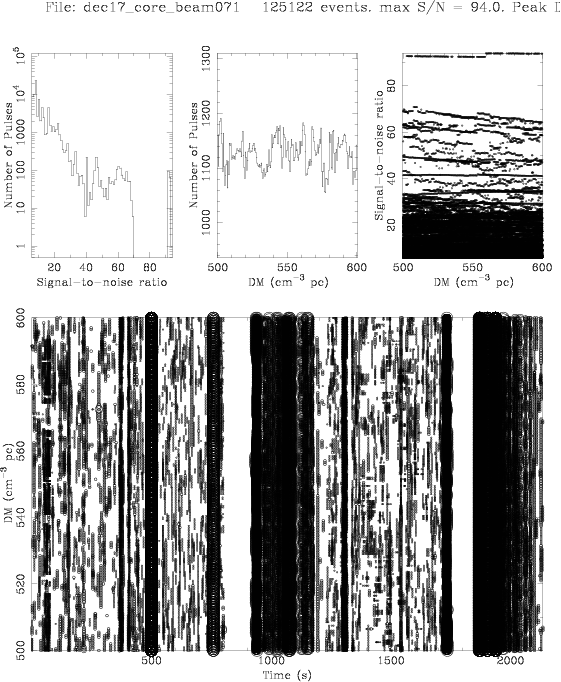 File: dec17_core_beam071 125122 events. max S/N = 94.0. Peak D
Number of Pulses
1 10 100 1000 10^4 10^5
20 40 60 80
Signal-to-noise ratio
Number of Pulses
1000 1100 1200 1300
500 550 600
DM (cm^-3 pc)
Signal-to-noise ratio
20 40 60 80
500 550 600
DM (cm^-3 pc)
DM (cm^-3 pc)
500 520 540 560 580 600
500 1000 1500 2000
Time (s)